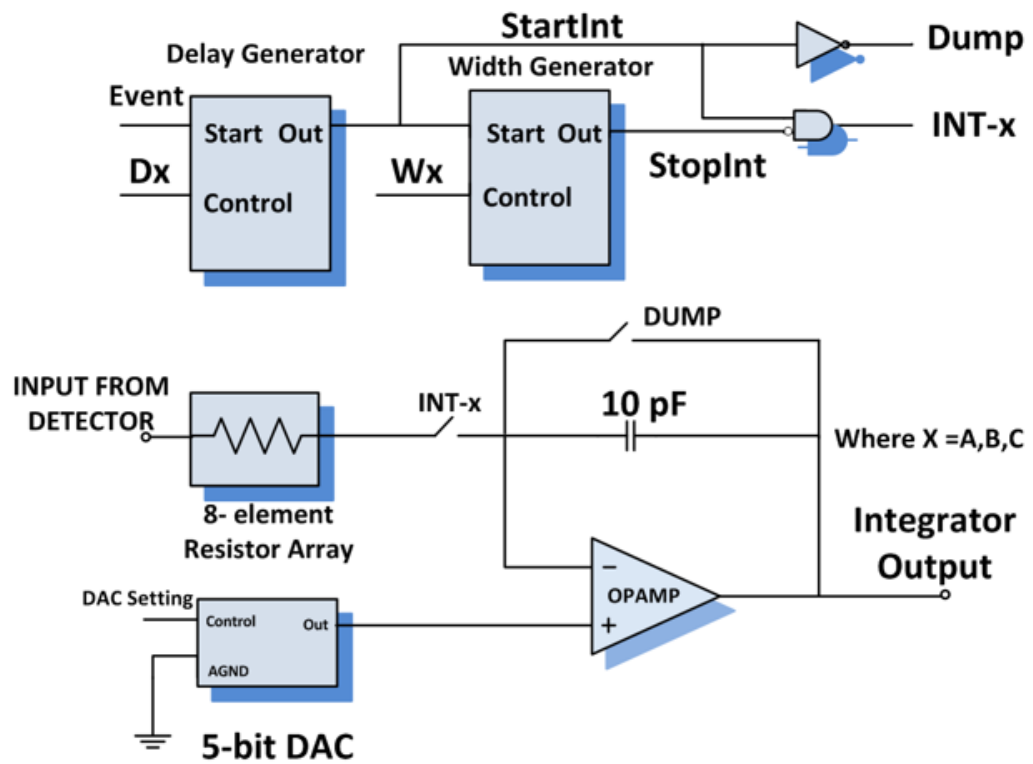 StartInt
Dump
Delay Generator
Width Generator
Event
Start Out
Start Out
INT-x
Dx
Wx
StopInt
Control
Control
DUMP
INPUT FROM
DETECTOR
INT-x
10 pF
Where X =A,B,C
8- element
Resistor Array
Integrator
Output
−
OPAMP
+
DAC Setting
Control
Out
AGND
5-bit DAC